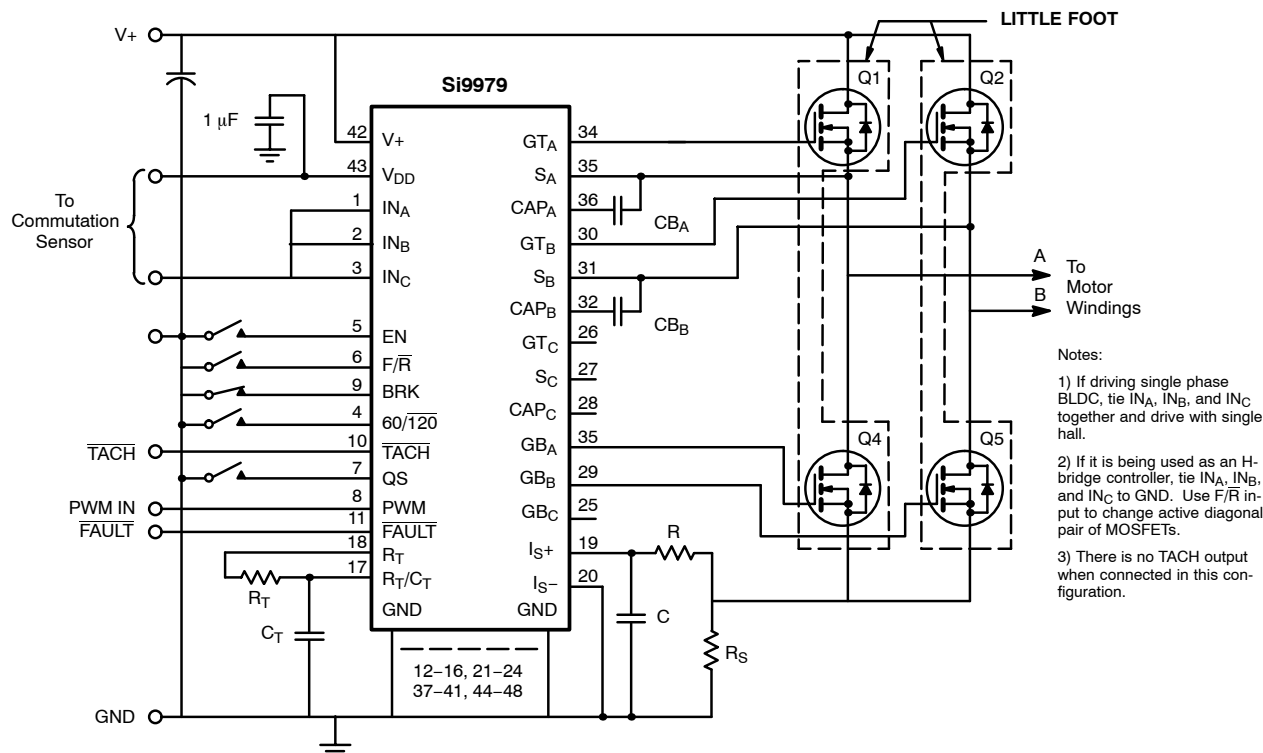 LITTLE FOOT
V+
Si9979
Q1
Q2
1 μF
42
V+
GTA
34
43
VDD
SA
35
To
Commutation
Sensor
1
INA
CAPA
36
CBA
2
INB
GTB
30
3
INC
SB
31
A
To
Motor
Windings
B
CAPB
32
CBB
5
EN
GTC
26
6
F/R̅
SC
27
9
BRK
CAPC
28
4
60/1̅2̅0̅
T̅A̅C̅H̅
10
T̅A̅C̅H̅
GBA
35
Q4
Q5
7
QS
GBB
29
PWM IN
8
PWM
GBC
25
F̅A̅U̅L̅T̅
11
F̅A̅U̅L̅T̅
18
RT
IS+
19
R
17
RT/CT
IS−
20
RT
GND
GND
C
CT
RS
12−16, 21−24
37−41, 44−48
GND
Notes:
1) If driving single phase
BLDC, tie INA, INB, and INC
together and drive with single
hall.
2) If it is being used as an H-
bridge controller, tie INA, INB,
and INC to GND. Use F/R̅ in-
put to change active diagonal
pair of MOSFETs.
3) There is no TACH output
when connected in this con-
figuration.